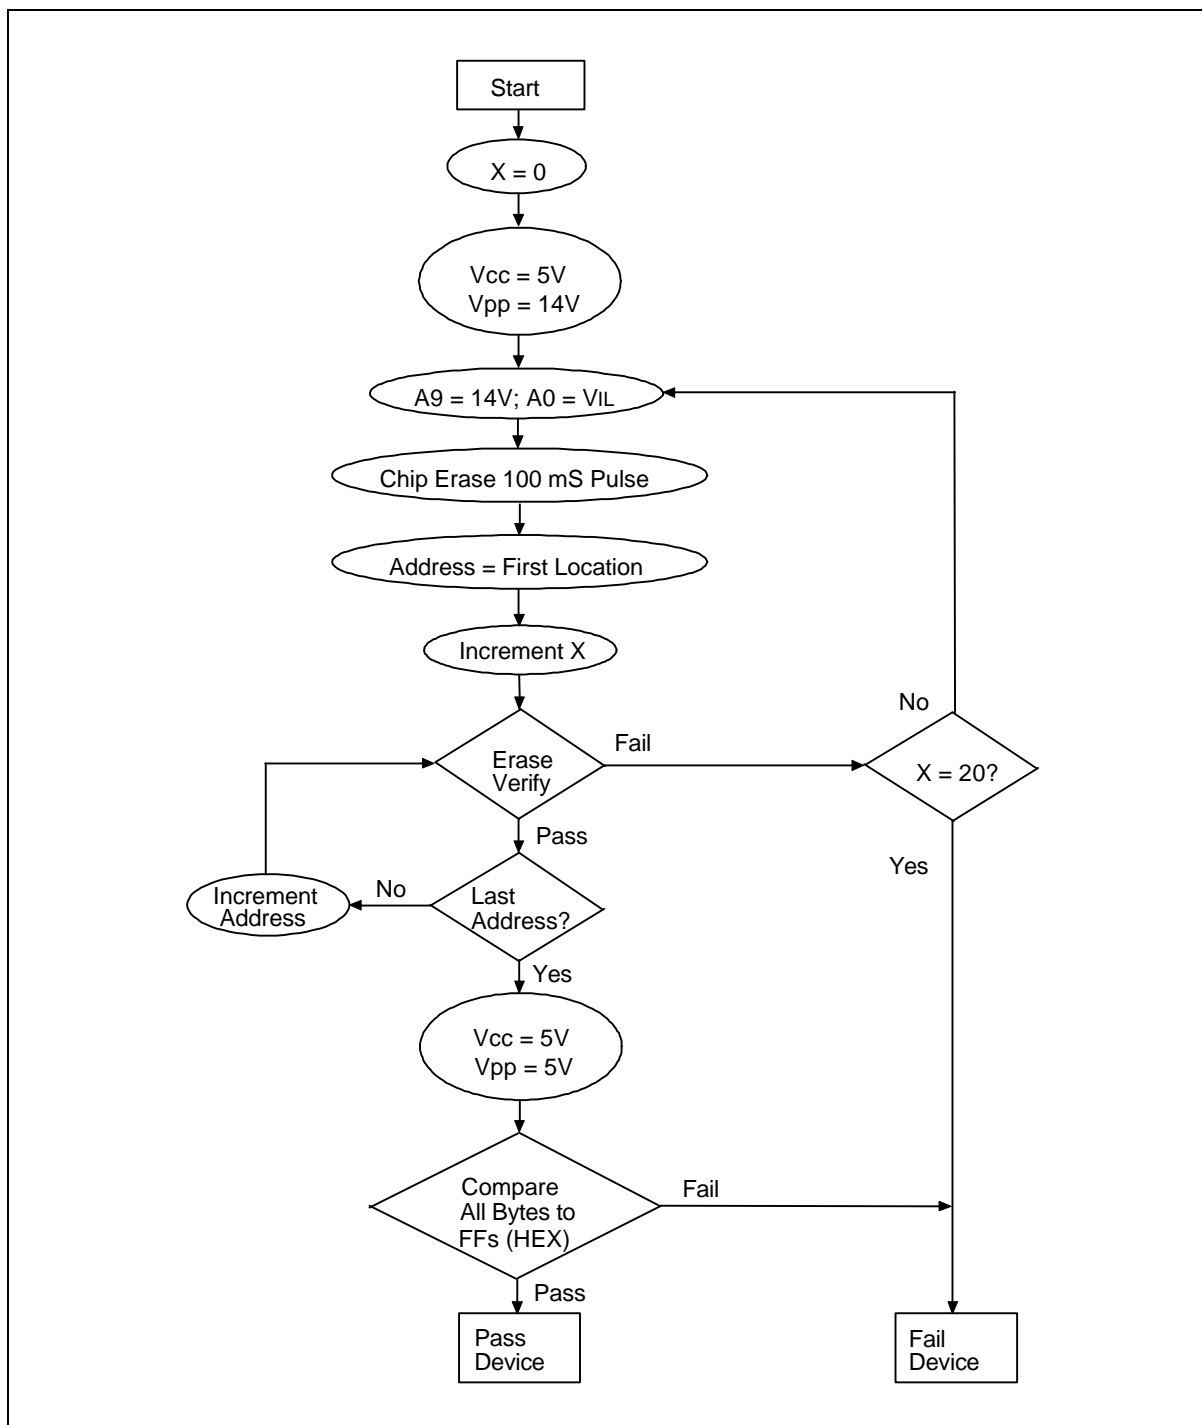 Start
X = 0
Vcc = 5V
Vpp = 14V
A9 = 14V; A0 = VIL
Chip Erase 100 mS Pulse
Address = First Location
Increment X
Erase
Verify
Fail
No
X = 20?
Yes
Pass
Last
Address?
No
Increment
Address
Yes
Vcc = 5V
Vpp = 5V
Compare
All Bytes to
FFs (HEX)
Fail
Pass
Pass
Device
Fail
Device